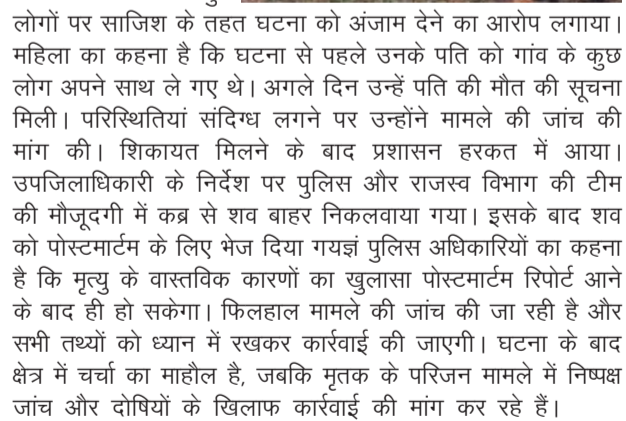 लोगों पर साजिश के तहत घटना को अंजाम देने का आरोप लगाया।
महिला का कहना है कि घटना से पहले उनके पति को गांव के कुछ
लोग अपने साथ ले गए थे। अगले दिन उन्हें पति की मौत की सूचना
मिली। परिस्थितियां संदिग्ध लगने पर उन्होंने मामले की जांच की
मांग की। शिकायत मिलने के बाद प्रशासन हरकत में आया।
उपजिलाधिकारी के निर्देश पर पुलिस और राजस्व विभाग की टीम
की मौजूदगी में कब्र से शव बाहर निकलवाया गया। इसके बाद शव
को पोस्टमार्टम के लिए भेज दिया गयज्ञं पुलिस अधिकारियों का कहना
है कि मृत्यु के वास्तविक कारणों का खुलासा पोस्टमार्टम रिपोर्ट आने
के बाद ही हो सकेगा। फिलहाल मामले की जांच की जा रही है और
सभी तथ्यों को ध्यान में रखकर कार्रवाई की जाएगी। घटना के बाद
क्षेत्र में चर्चा का माहौल है, जबकि मृतक के परिजन मामले में निष्पक्ष
जांच और दोषियों के खिलाफ कार्रवाई की मांग कर रहे हैं।